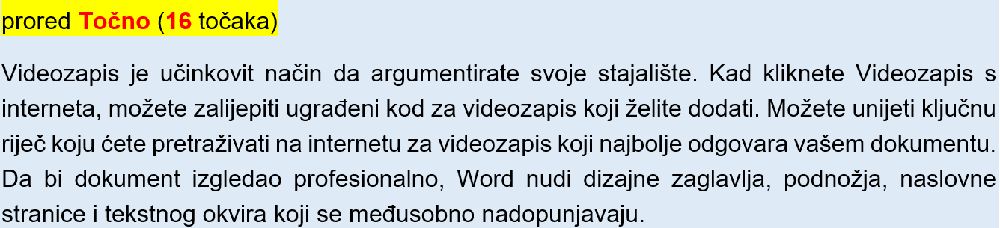 prored Točno (16 točaka)
Videozapis je učinkovit način da argumentirate svoje stajalište. Kad kliknete Videozapis s
interneta, možete zalijepiti ugrađeni kod za videozapis koji želite dodati. Možete unijeti ključnu
riječ koju ćete pretraživati na internetu za videozapis koji najbolje odgovara vašem dokumentu.
Da bi dokument izgledao profesionalno, Word nudi dizajne zaglavlja, podnožja, naslovne
stranice i tekstnog okvira koji se međusobno nadopunjavaju.